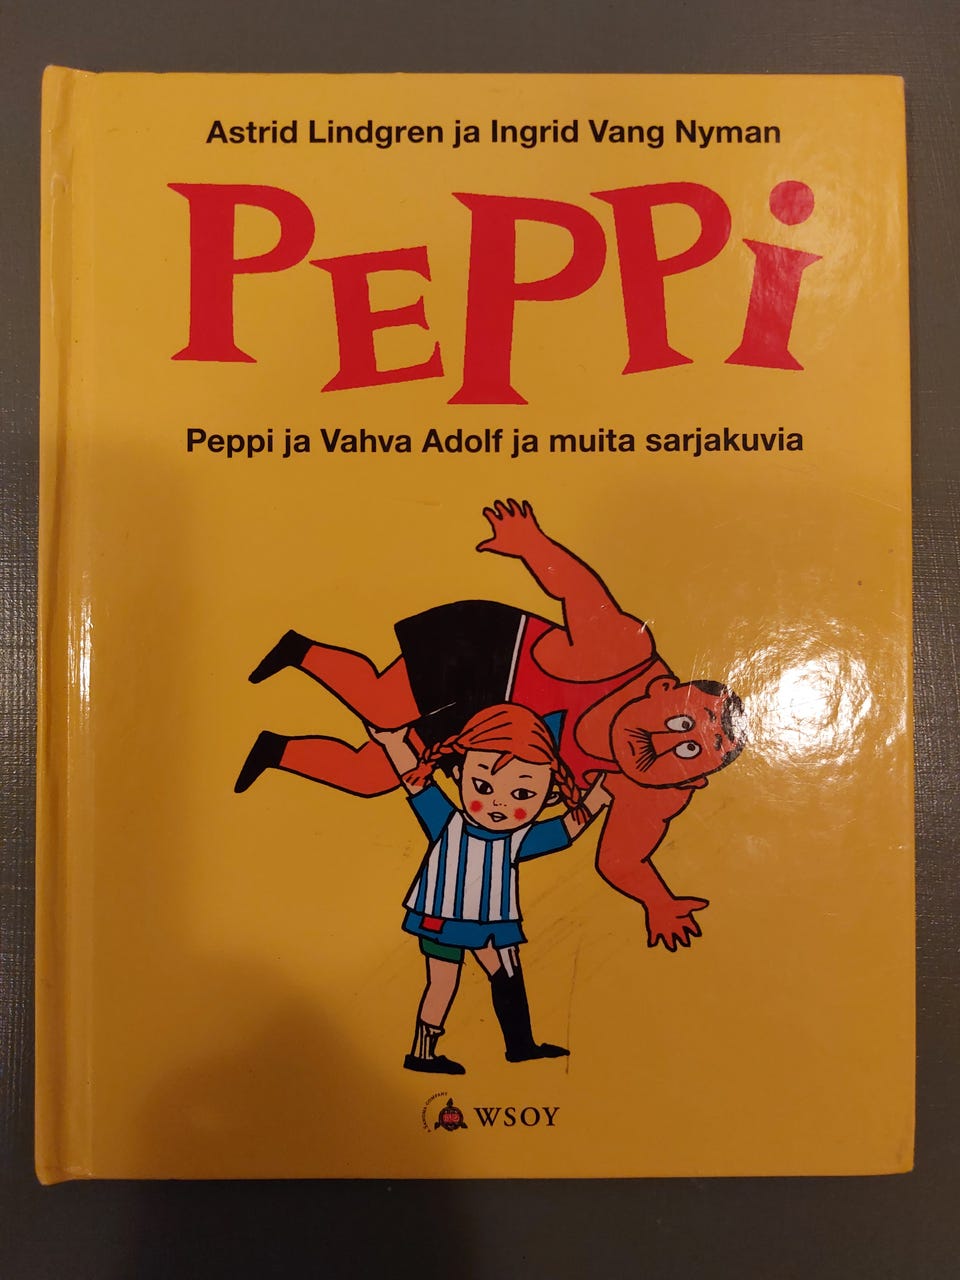 Astrid Lindgren ja Ingrid Vang Nyman
PEPPi
Peppi ja Vahva Adolf ja muita sarjakuvia
WSOY